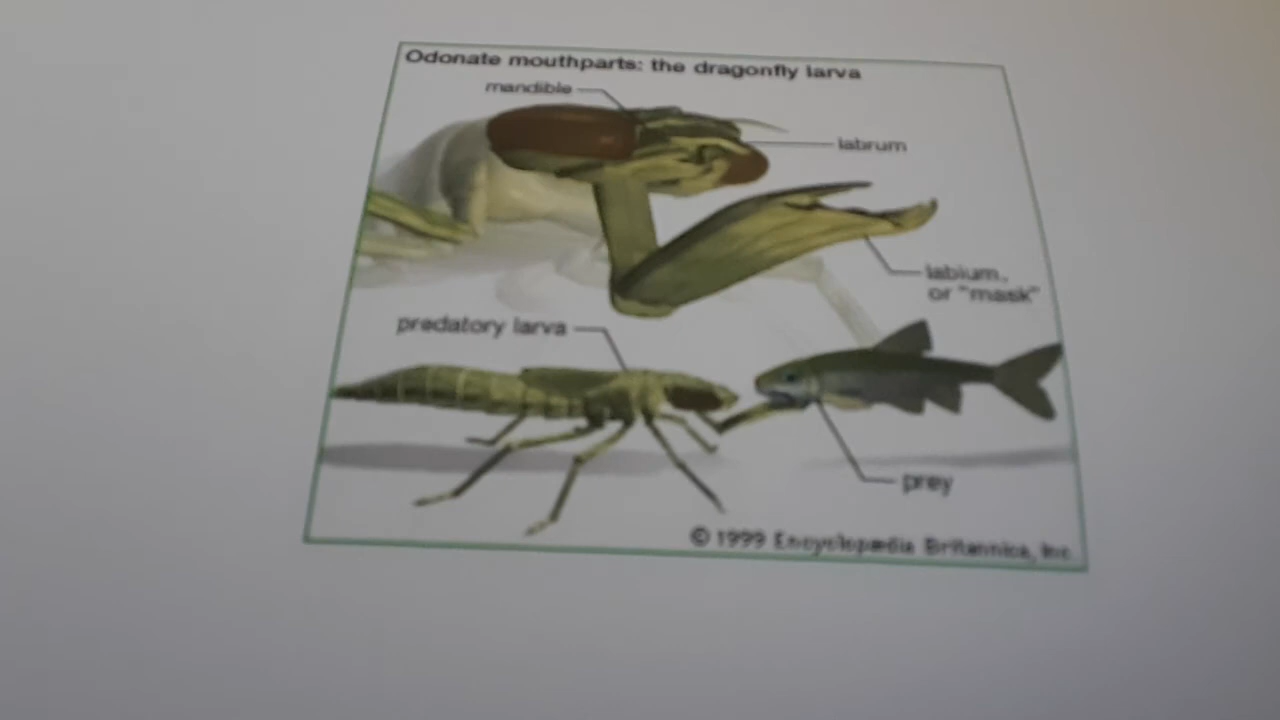 Odonate mouthparts: the dragonfly larva
mandible
labrum
labium,
or "mask"
predatory larva
prey
© 1999 Encyclopædia Britannica, Inc.